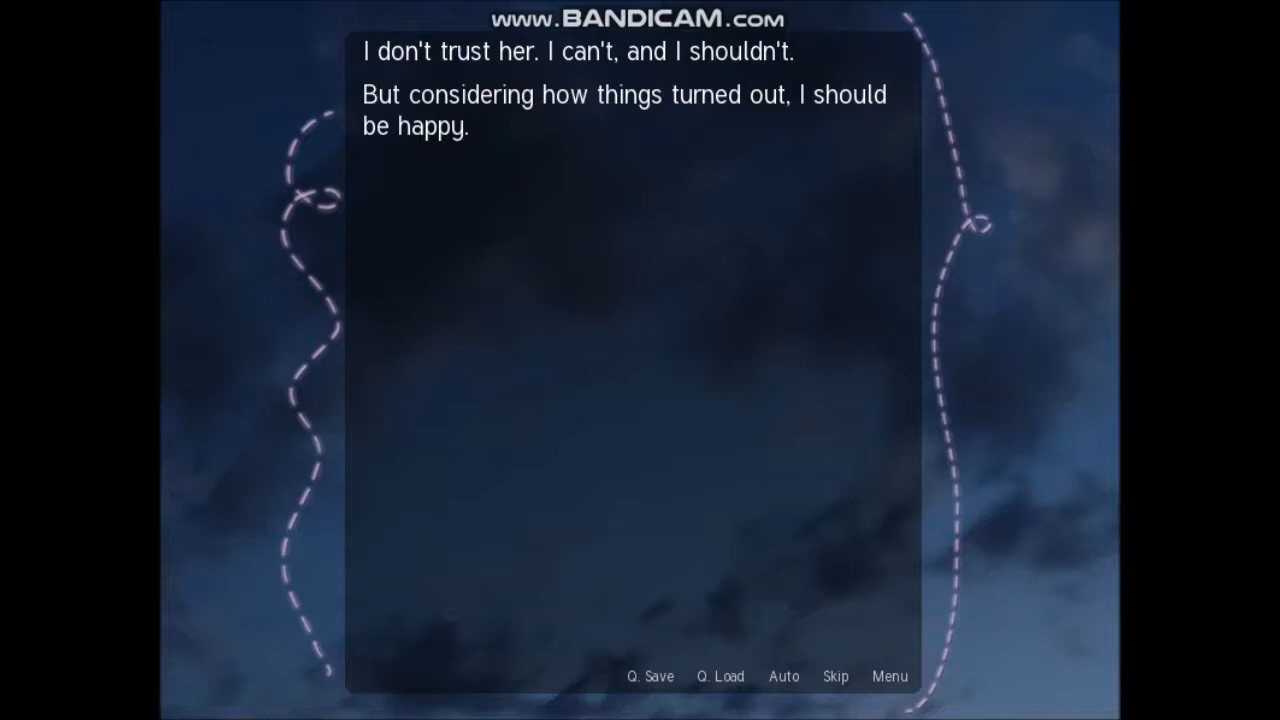 www.BANDICAM.com
I don't trust her. I can't, and I shouldn't.
But considering how things turned out, I should
be happy.
Q. Save Q. Load Auto Skip Menu